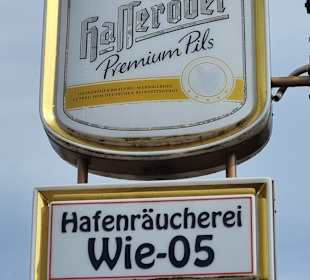 Hasseröder
Premium Pils
Hafenräucherei
Wie-05